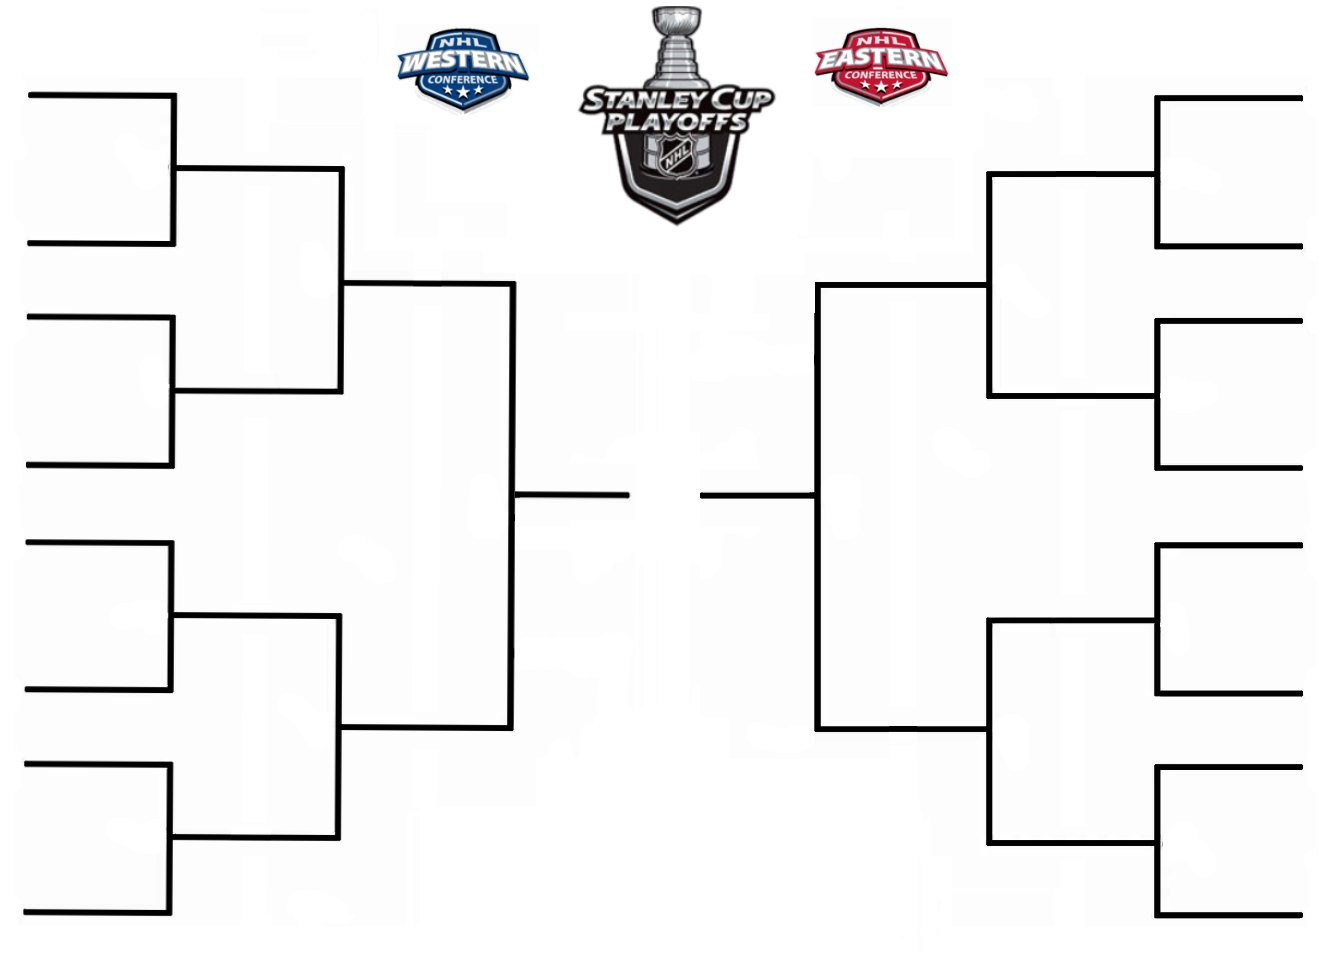 NHL
WESTERN
CONFERENCE
STANLEY CUP
PLAYOFFS
NHL
NHL
EASTERN
CONFERENCE